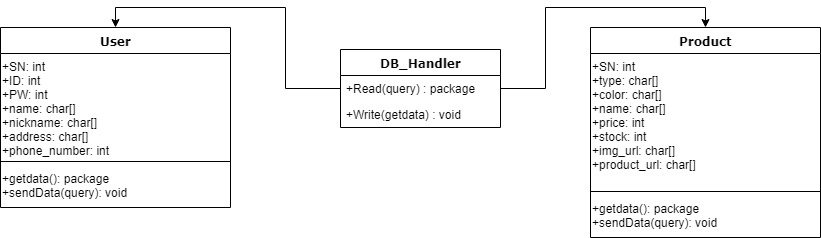 User
+SN: int
+ID: int
+PW: int
+name: char[]
+nickname: char[]
+address: char[]
+phone_number: int
+getdata(): package
+sendData(query): void
DB_Handler
+Read(query) : package
+Write(getdata) : void
Product
+SN: int
+type: char[]
+color: char[]
+name: char[]
+price: int
+stock: int
+img_url: char[]
+product_url: char[]
+getdata(): package
+sendData(query): void